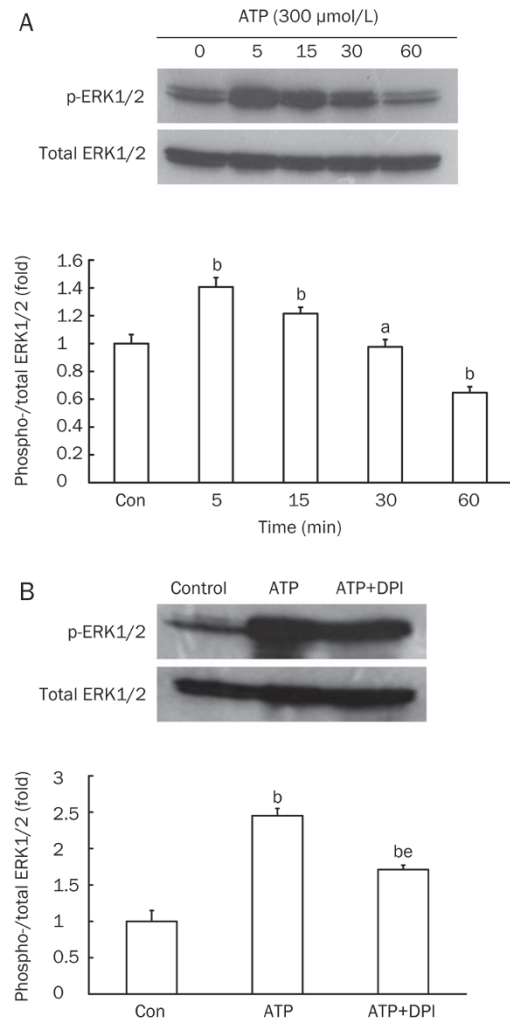 A
ATP (300 µmol/L)
0 5 15 30 60
p-ERK1/2
Total ERK1/2
Phospho-/total ERK1/2 (fold)
1.6
1.4
1.2
1
0.8
0.6
0.4
0.2
0
b
b
a
b
Con 5 15 30 60
Time (min)
B
Control ATP ATP+DPI
p-ERK1/2
Total ERK1/2
Phospho-/total ERK1/2 (fold)
3
2.5
2
1.5
1
0.5
0
b
be
Con ATP ATP+DPI